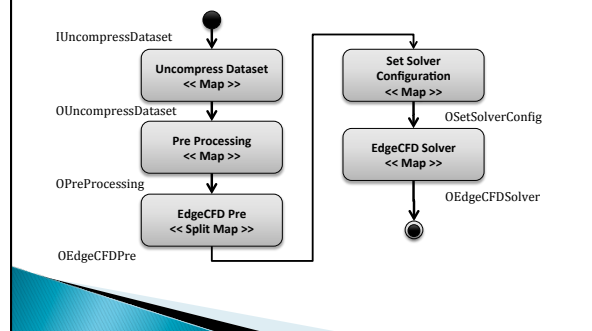 IUncompressDataset
Uncompress Dataset
<< Map >>
OUncompressDataset
Pre Processing
<< Map >>
OPreProcessing
EdgeCFD Pre
<< Split Map >>
OEdgeCFDPre
Set Solver
Configuration
<< Map >>
OSetSolverConfig
EdgeCFD Solver
<< Map >>
OEdgeCFDSolver